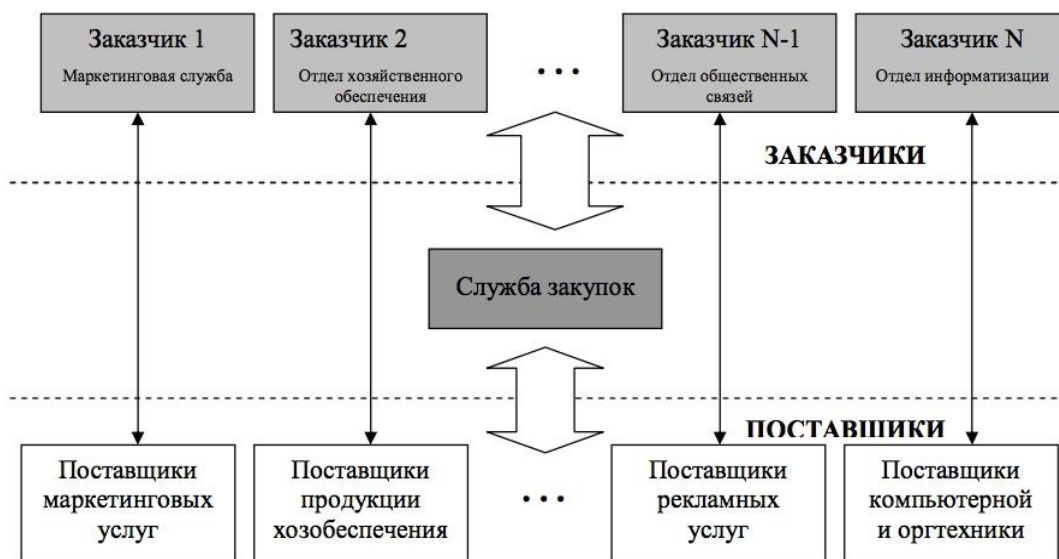 Заказчик 1
Маркетинговая служба
Заказчик 2
Отдел хозяйственного
обеспечения
...
Заказчик N-1
Отдел общественных
связей
Заказчик N
Отдел информатизации
ЗАКАЗЧИКИ
Служба закупок
ПОСТАВЩИКИ
Поставщики
маркетинговых
услуг
Поставщики
продукции
хозобеспечения
...
Поставщики
рекламных
услуг
Поставщики
компьютерной
и оргтехники